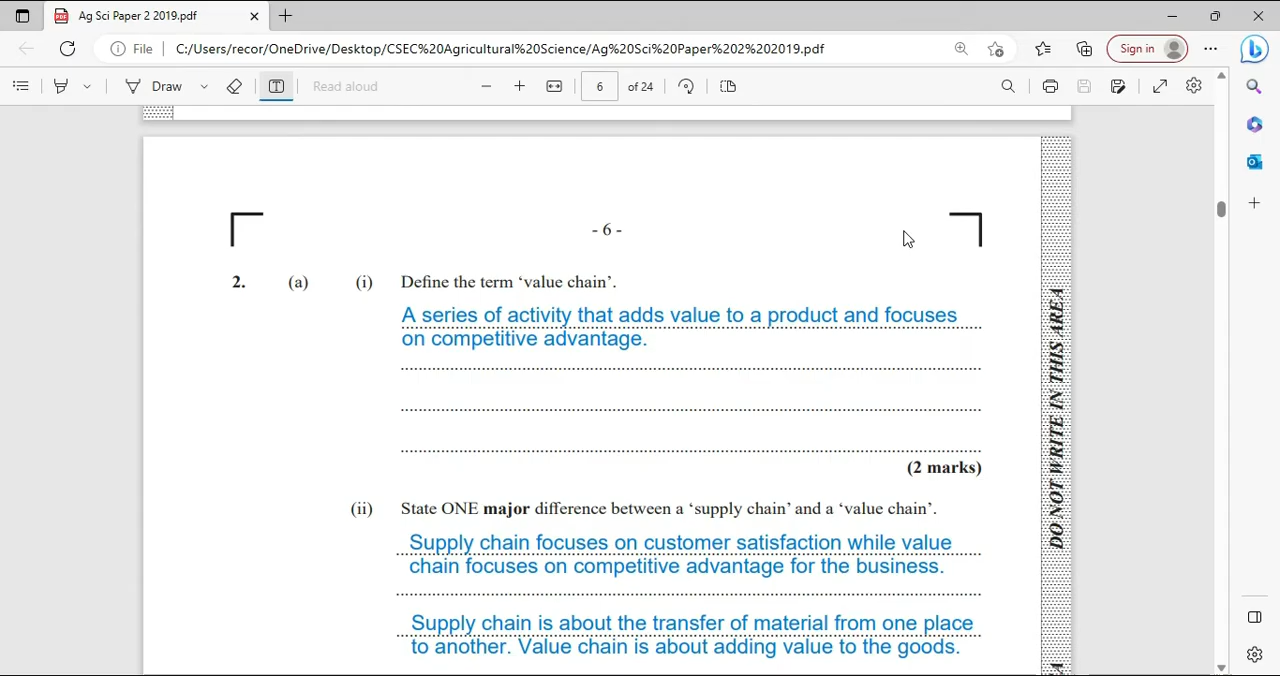 Ag Sci Paper 2 2019.pdf
File
C:/Users/recor/OneDrive/Desktop/CSEC%20Agricultural%20Science/Ag%20Sci%20Paper%202%202019.pdf
Sign in
Draw
Read aloud
6 of 24
- 6 -
2. (a) (i) Define the term ‘value chain’.
A series of activity that adds value to a product and focuses
on competitive advantage.
(2 marks)
(ii) State ONE major difference between a ‘supply chain’ and a ‘value chain’.
Supply chain focuses on customer satisfaction while value
chain focuses on competitive advantage for the business.
Supply chain is about the transfer of material from one place
to another. Value chain is about adding value to the goods.
DO NOT WRITE IN THIS AREA